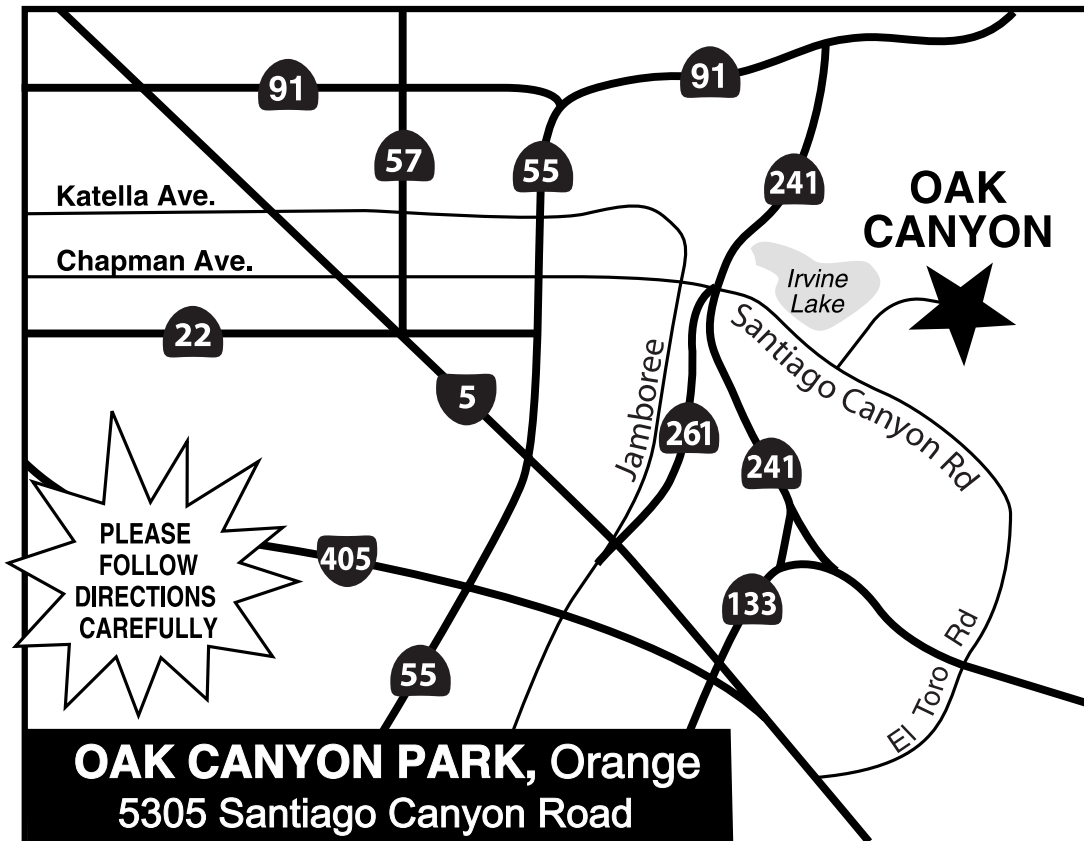 91
91
57
55
241
Katella Ave.
OAK
CANYON
Chapman Ave.
Irvine
Lake
22
Santiago Canyon Rd
Jamboree
5
261
241
PLEASE
FOLLOW
DIRECTIONS
CAREFULLY
405
133
55
El Toro Rd
OAK CANYON PARK, Orange
5305 Santiago Canyon Road